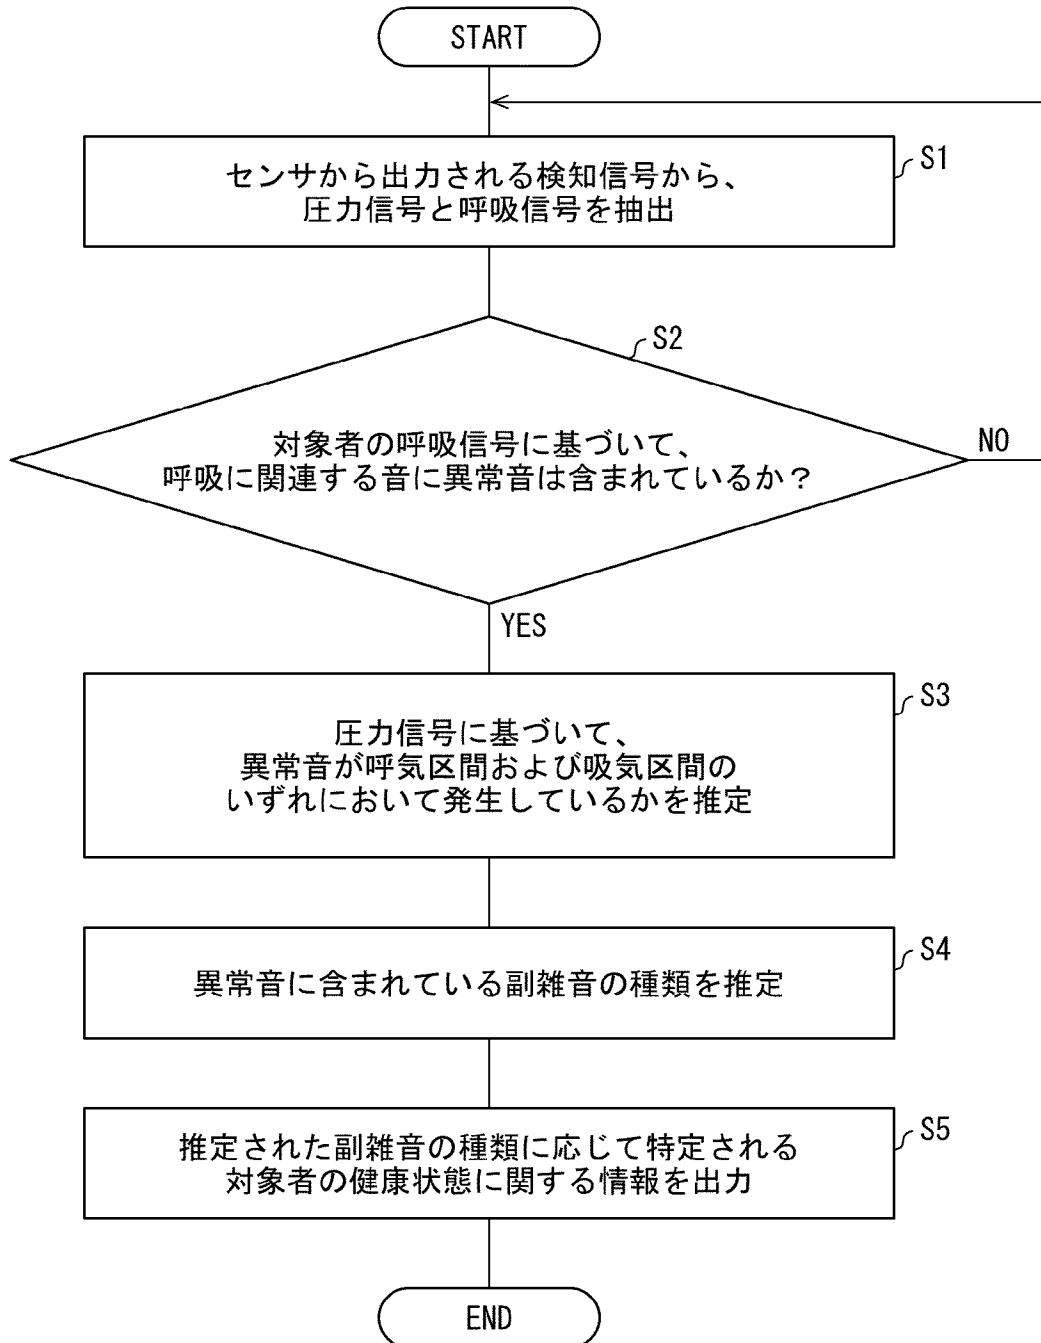 START
センサから出力される検知信号から、
圧力信号と呼吸信号を抽出
S1
S2
対象者の呼吸信号に基づいて、
呼吸に関連する音に異常音は含まれているか？
NO
YES
S3
圧力信号に基づいて、
異常音が呼気区間および吸気区間の
いずれにおいて発生しているかを推定
S4
異常音に含まれている副雑音の種類を推定
S5
推定された副雑音の種類に応じて特定される
対象者の健康状態に関する情報を出力
END